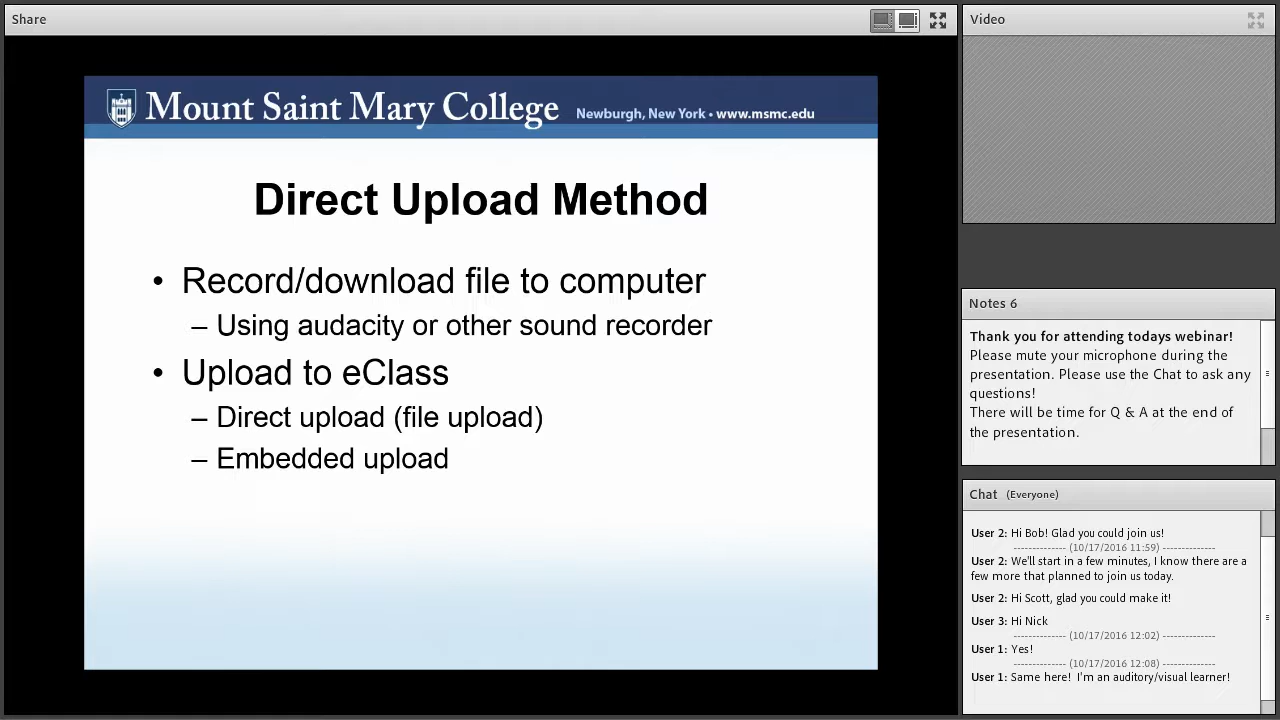 Share
Mount Saint Mary College Newburgh, New York • www.msmc.edu
Direct Upload Method
• Record/download file to computer
– Using audacity or other sound recorder
• Upload to eClass
– Direct upload (file upload)
– Embedded upload
Video
Notes 6
Thank you for attending todays webinar!
Please mute your microphone during the
presentation. Please use the Chat to ask any
questions!
There will be time for Q & A at the end of
the presentation.
Chat (Everyone)
User 2: Hi Bob! Glad you could join us!
-------------- (10/17/2016 11:59) --------------
User 2: We'll start in a few minutes, I know there are a
few more that planned to join us today.
User 2: Hi Scott, glad you could make it!
User 3: Hi Nick
-------------- (10/17/2016 12:02) --------------
User 1: Yes!
-------------- (10/17/2016 12:08) --------------
User 1: Same here! I'm an auditory/visual learner!